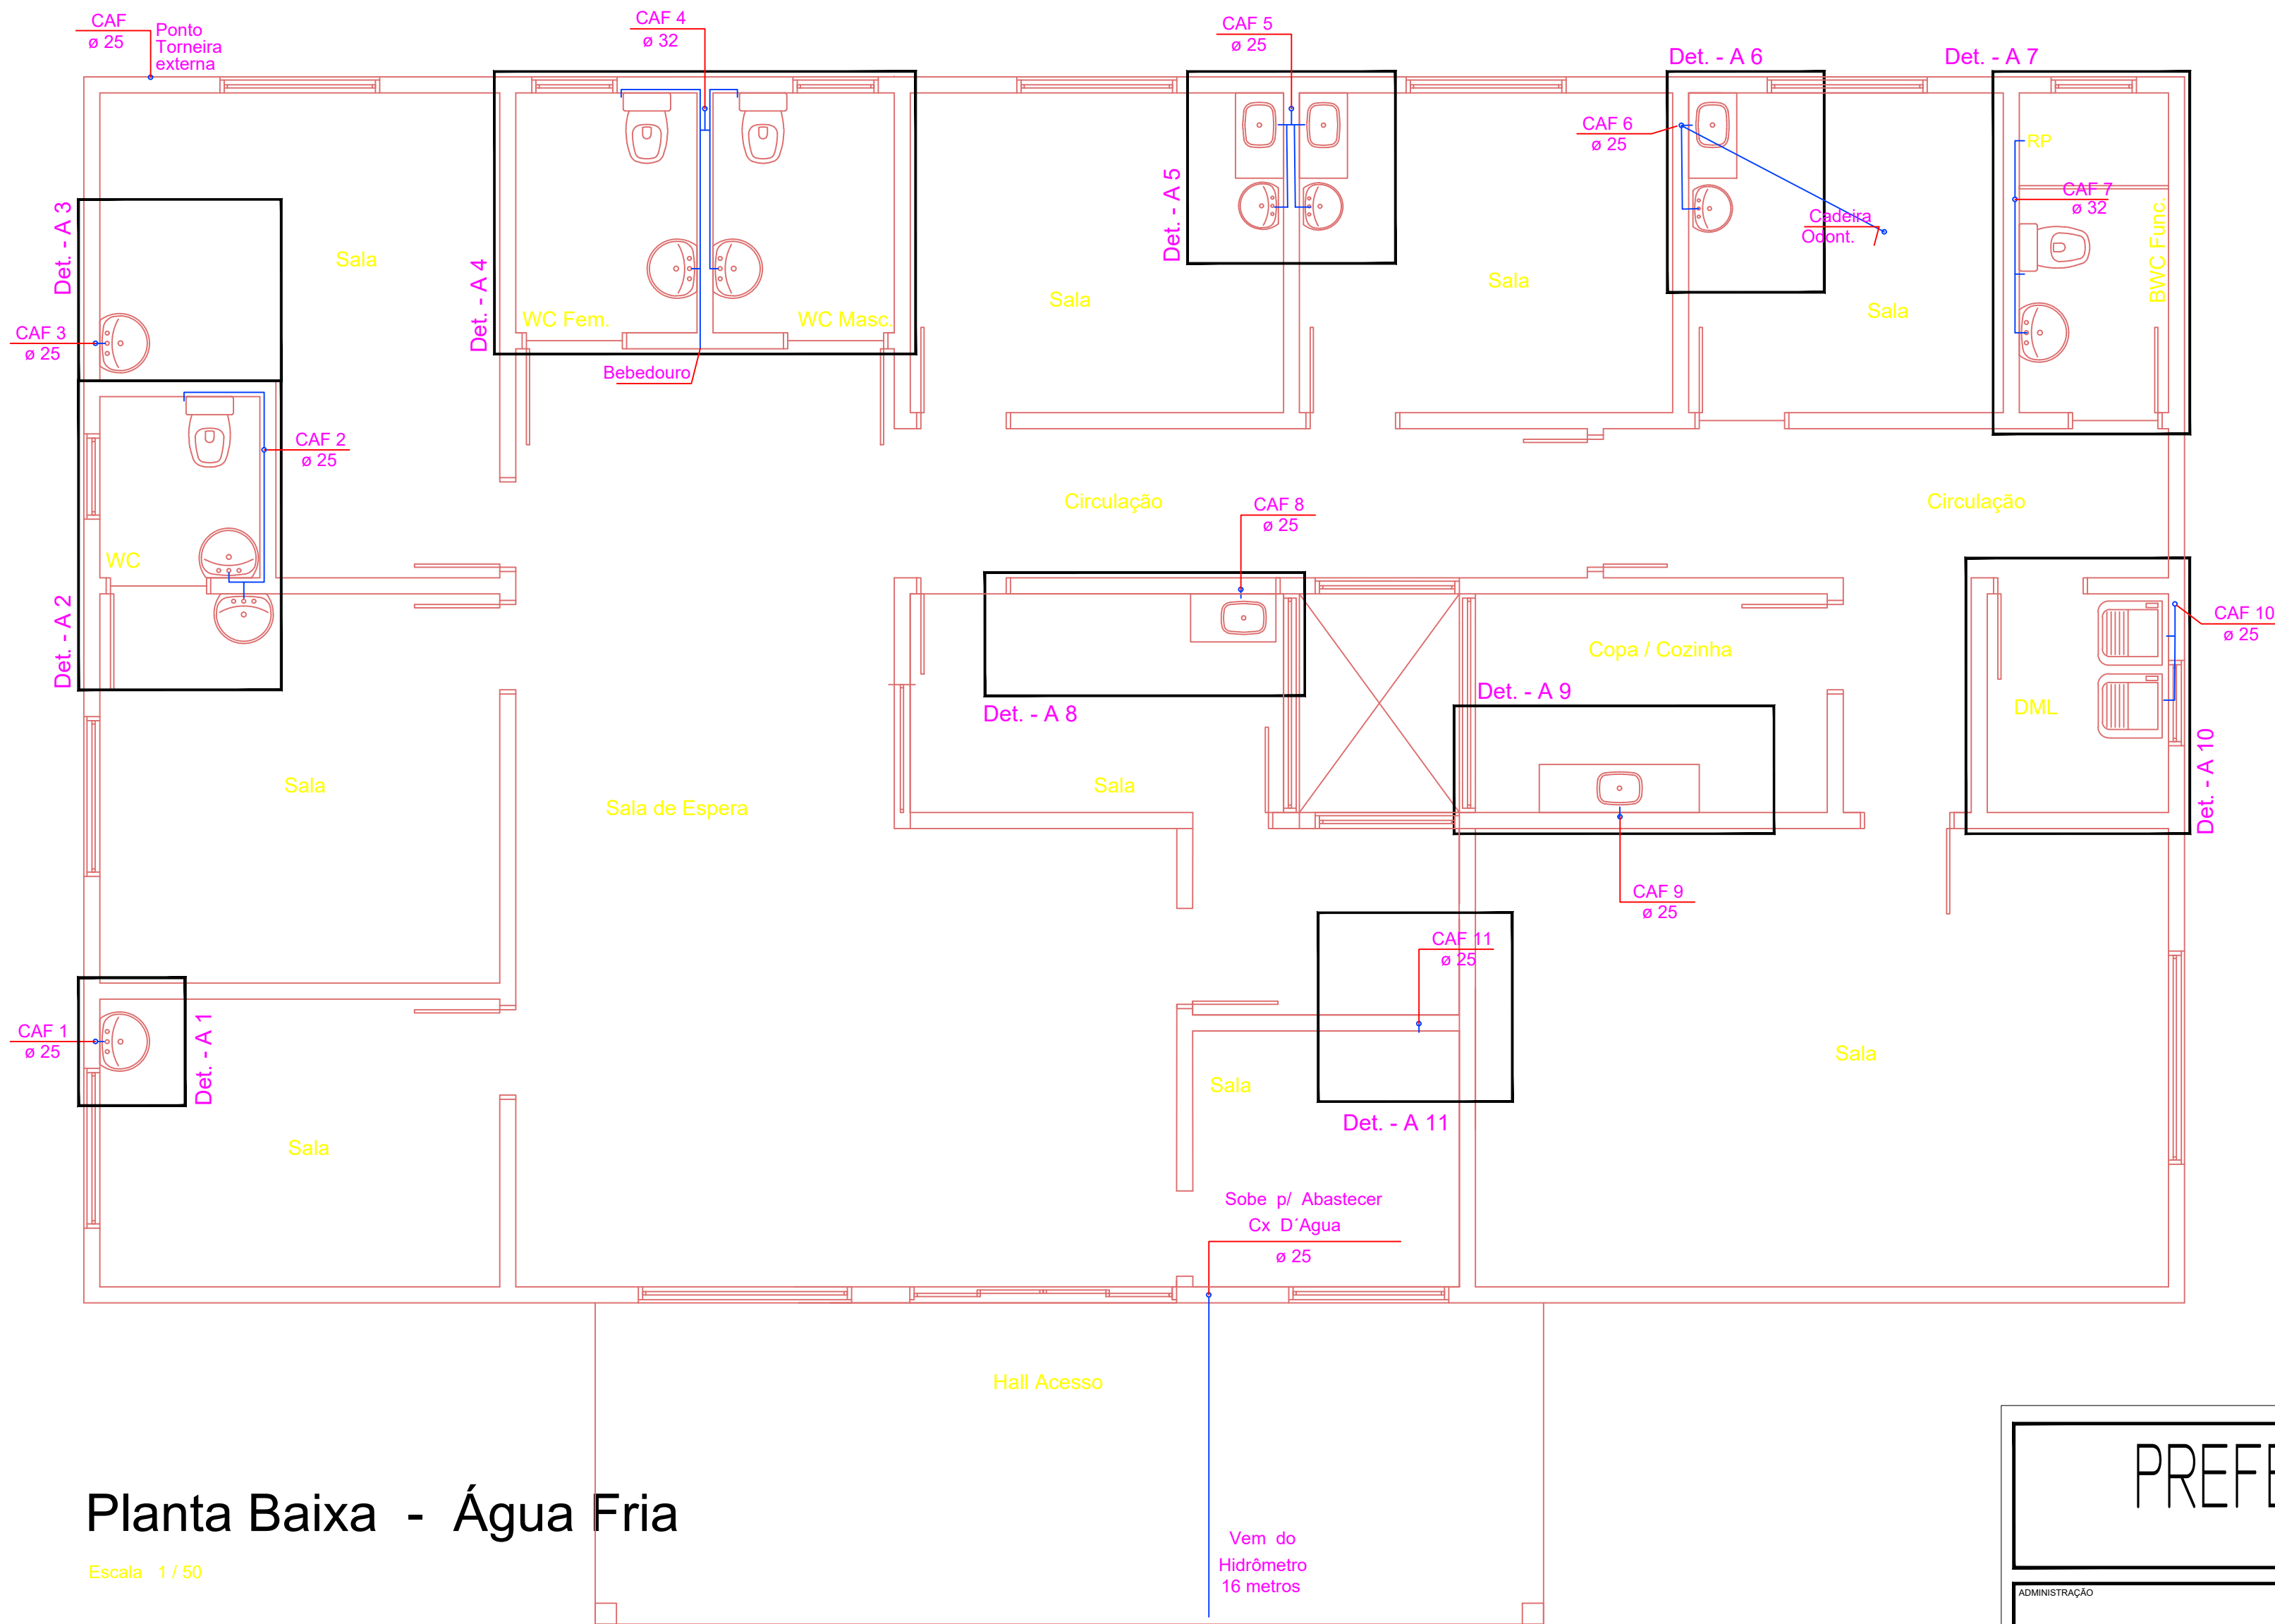 CAF
ø 25
Ponto
Torneira
externa
CAF 4
ø 32
CAF 5
ø 25
Det. - A 6
Det. - A 7
CAF 6
ø 25
RP
CAF 7
ø 32
Cadeira
Odont.
BWC Func.
Det. - A 3
Sala
Det. - A 4
WC Fem.
WC Masc.
Det. - A 5
Sala
Sala
Sala
CAF 3
ø 25
Bebedouro
CAF 2
ø 25
Circulação
CAF 8
ø 25
Circulação
WC
Det. - A 2
CAF 10
ø 25
Copa / Cozinha
Det. - A 9
Det. - A 8
DML
Det. - A 10
Sala
Sala de Espera
Sala
CAF 9
ø 25
CAF 11
ø 25
CAF 1
ø 25
Det. - A 1
Sala
Sala
Det. - A 11
Sala
Sobe p/ Abastecer
Cx D´Agua
ø 25
Hall Acesso
Planta Baixa - Água Fria
Escala 1 / 50
Vem do
Hidrômetro
16 metros
ADMINISTRAÇÃO